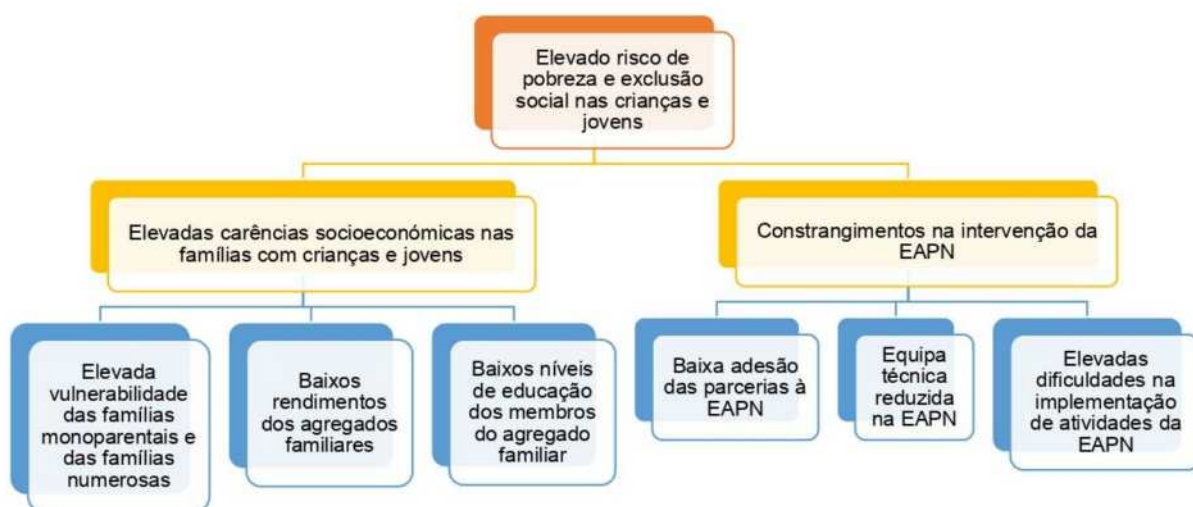 Elevado risco de
pobreza e exclusão
social nas crianças e
jovens
Elevadas carências socioeconómicas nas
famílias com crianças e jovens
Constrangimentos na intervenção da
EAPN
Elevada
vulnerabilidade
das famílias
monoparentais e
das famílias
numerosas
Baixos
rendimentos
dos agregados
familiares
Baixos níveis
de educação
dos membros
do agregado
familiar
Baixa adesão
das parcerias à
EAPN
Equipa
técnica
reduzida
na EAPN
Elevadas
dificuldades na
implementação
de atividades da
EAPN